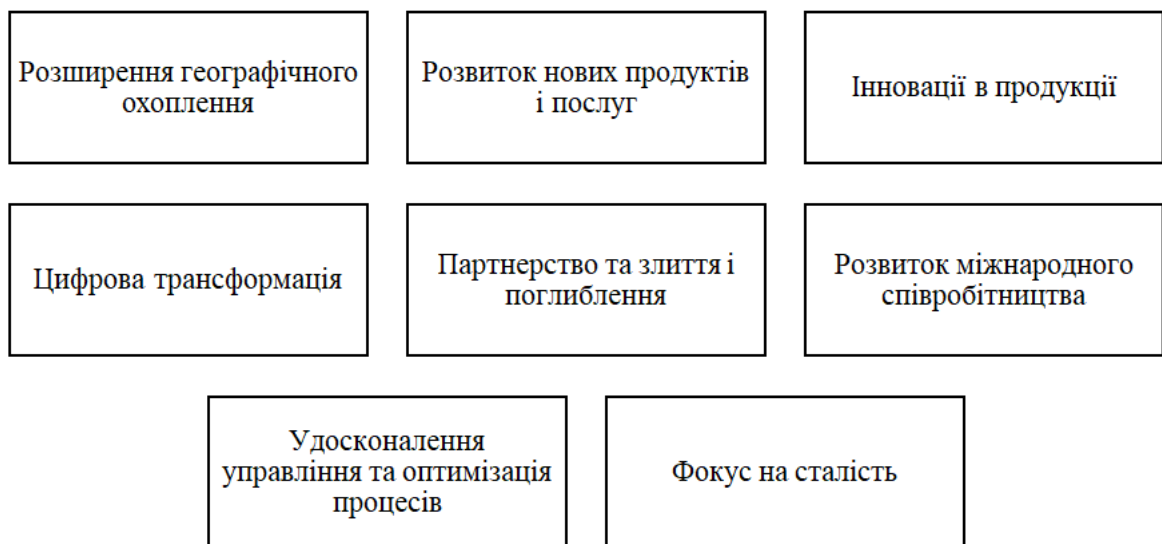 Розширення географічного
охоплення
Розвиток нових продуктів
і послуг
Інновації в продукції
Цифрова трансформація
Партнерство та злиття і
поглиблення
Розвиток міжнародного
співробітництва
Удосконалення
управління та оптимізація
процесів
Фокус на сталість